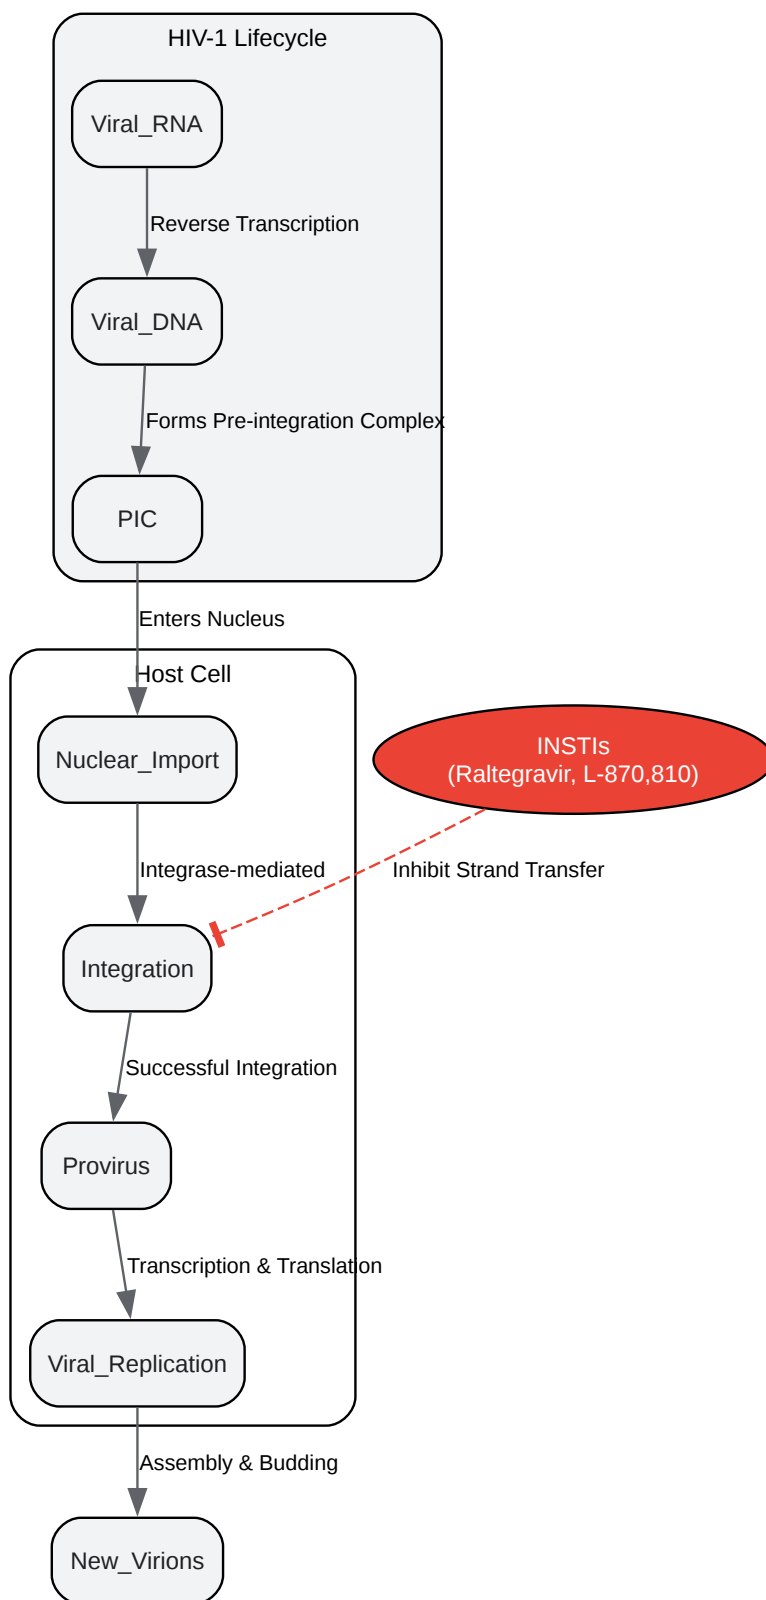 HIV-1 Lifecycle
Viral_RNA
Reverse Transcription
Viral_DNA
Forms Pre-integration Complex
PIC
Enters Nucleus
Host Cell
Nuclear_Import
INSTIs
(Raltegravir, L-870,810)
Integrase-mediated
Inhibit Strand Transfer
Integration
Successful Integration
Provirus
Transcription & Translation
Viral_Replication
Assembly & Budding
New_Virions